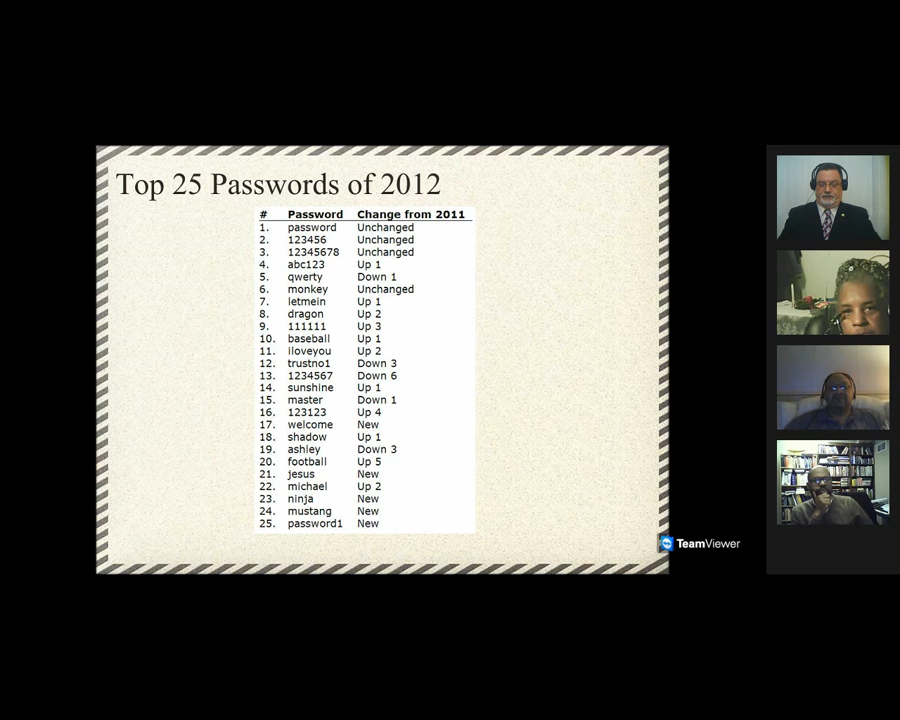 Top 25 Passwords of 2012
# Password Change from 2011
1. password Unchanged
2. 123456 Unchanged
3. 12345678 Unchanged
4. abc123 Up 1
5. qwerty Down 1
6. monkey Unchanged
7. letmein Up 1
8. dragon Up 2
9. 111111 Up 3
10. baseball Up 1
11. iloveyou Up 2
12. trustno1 Down 3
13. 1234567 Down 6
14. sunshine Up 1
15. master Down 1
16. 123123 Up 4
17. welcome New
18. shadow Up 1
19. ashley Down 3
20. football Up 5
21. jesus New
22. michael Up 2
23. ninja New
24. mustang New
25. password1 New
TeamViewer